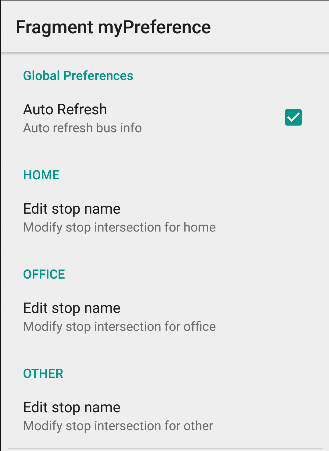 Fragment myPreference
Global Preferences
Auto Refresh
Auto refresh bus info
HOME
Edit stop name
Modify stop intersection for home
OFFICE
Edit stop name
Modify stop intersection for office
OTHER
Edit stop name
Modify stop intersection for other